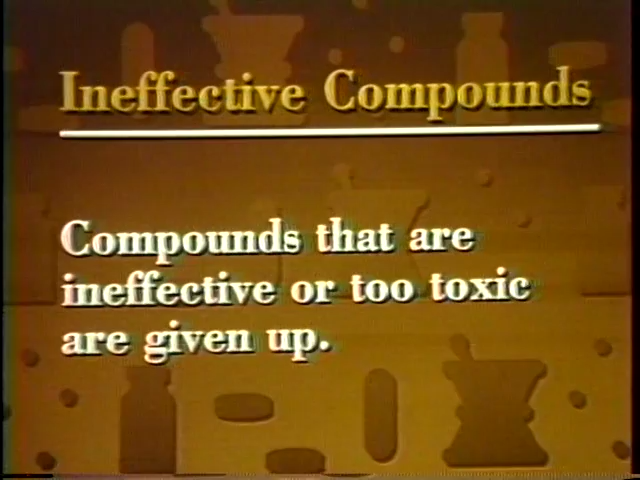 Ineffective Compounds
Compounds that are
ineffective or too toxic
are given up.